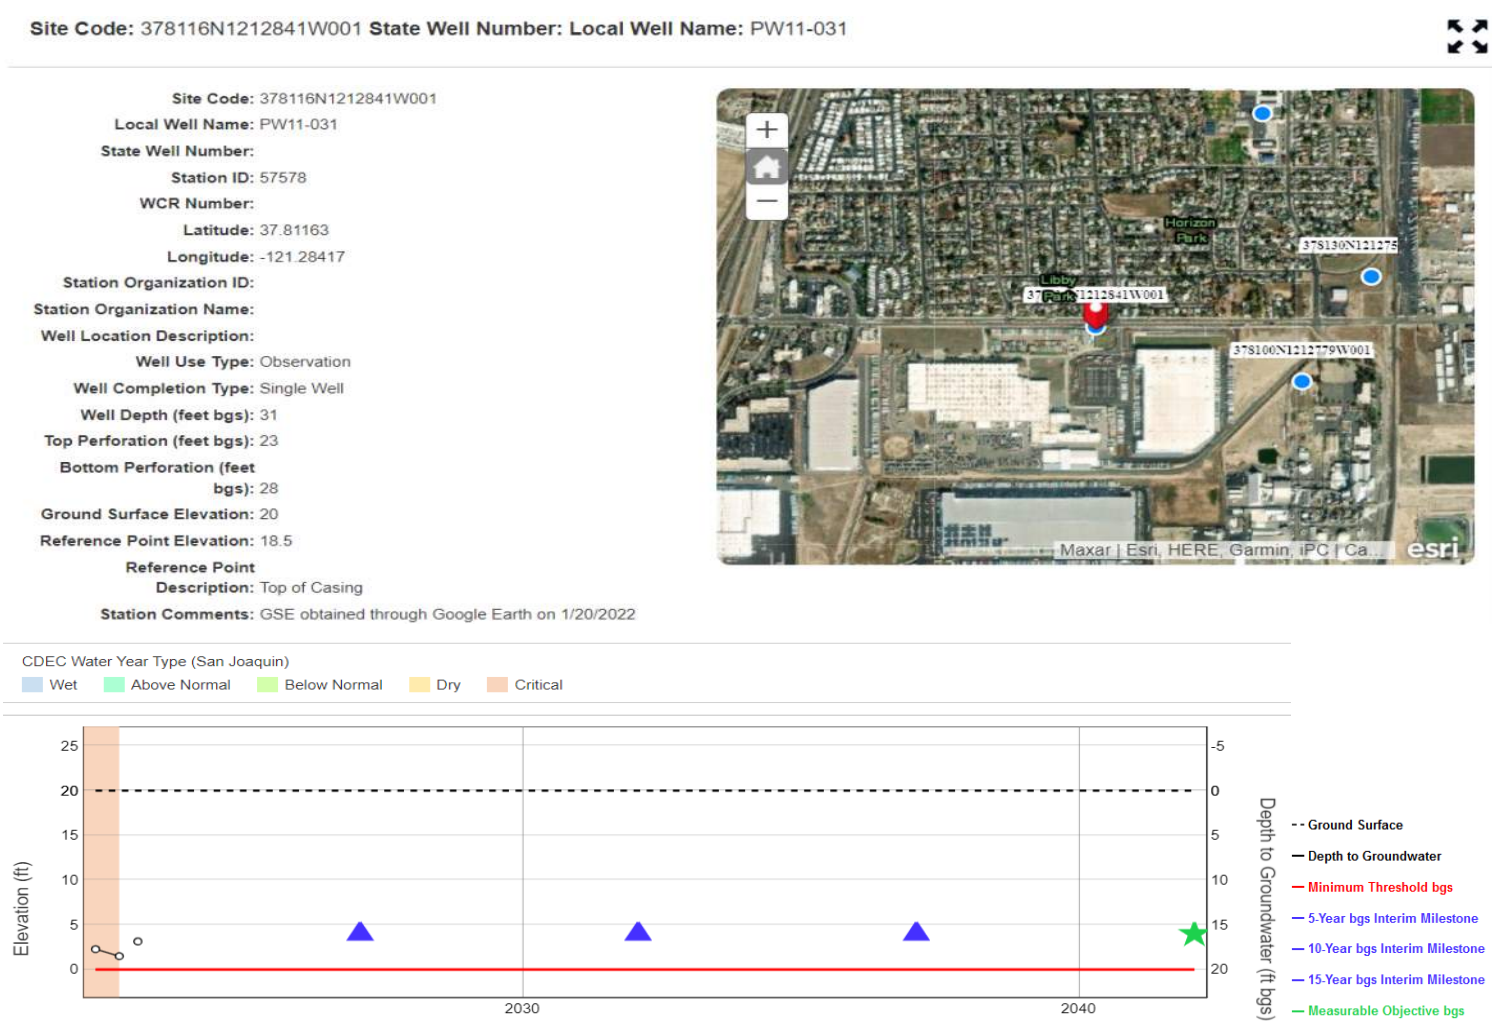 Site Code: 378116N1212841W001 State Well Number: Local Well Name: PW11-031
Site Code: 378116N1212841W001
Local Well Name: PW11-031
State Well Number:
Station ID: 57578
WCR Number:
Latitude: 37.81163
Longitude: -121.28417
Station Organization ID:
Station Organization Name:
Well Location Description:
Well Use Type: Observation
Well Completion Type: Single Well
Well Depth (feet bgs): 31
Top Perforation (feet bgs): 23
Bottom Perforation (feet
bgs): 28
Ground Surface Elevation: 20
Reference Point Elevation: 18.5
Reference Point
Description: Top of Casing
Station Comments: GSE obtained through Google Earth on 1/20/2022
+
−
Horizon
Park
378130N121275
Libby
Park
1212841W001
378100N1212779W001
Maxar | Esri, HERE, Garmin, iPC | Ca...
esri
CDEC Water Year Type (San Joaquin)
Wet Above Normal Below Normal Dry Critical
Elevation (ft)
25
20
15
10
5
0
2030
2040
-5
0
5
10
15
20
Depth to Groundwater (ft bgs)
Ground Surface
Depth to Groundwater
Minimum Threshold bgs
5-Year bgs Interim Milestone
10-Year bgs Interim Milestone
15-Year bgs Interim Milestone
Measurable Objective bgs